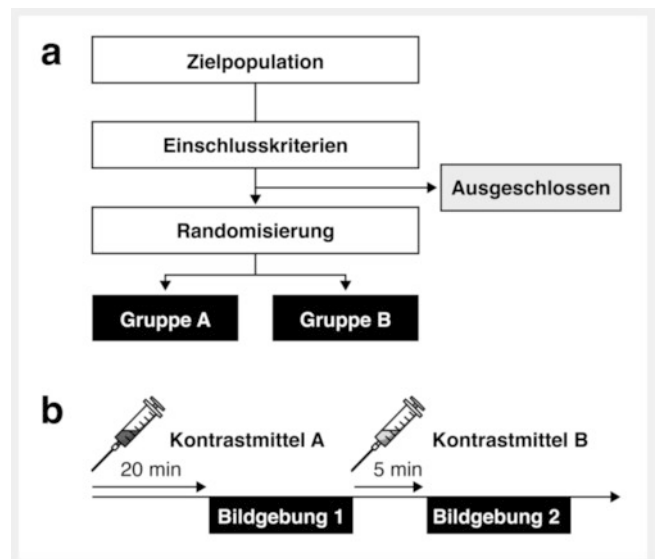 a
Zielpopulation
Einschlusskriterien
Ausgeschlossen
Randomisierung
Gruppe A
Gruppe B
b
Kontrastmittel A
Kontrastmittel B
20 min
5 min
Bildgebung 1
Bildgebung 2